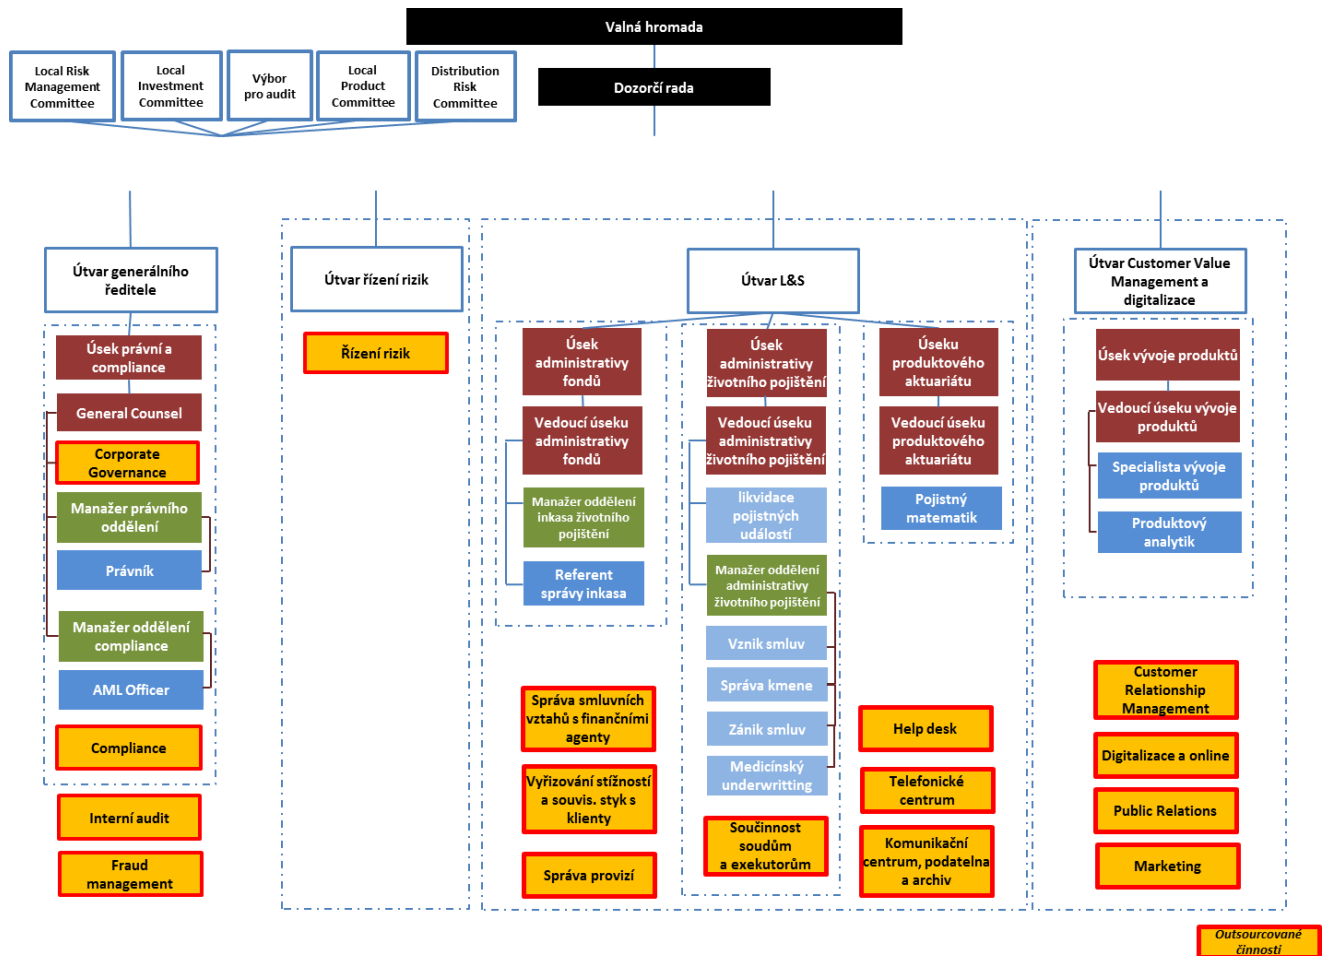 Valná hromada
Local Risk
Management
Committee
Local
Investment
Committee
Výbor
pro audit
Local
Product
Committee
Distribution
Risk
Committee
Dozorčí rada
Útvar generálního
ředitele
Útvar řízení rizik
Útvar L&S
Útvar Customer Value
Management a
digitalizace
Úsek právní a
compliance
General Counsel
Corporate
Governance
Manažer právního
oddělení
Právník
Manažer oddělení
compliance
AML Officer
Compliance
Interní audit
Fraud
management
Řízení rizik
Úsek
administrativy
fondů
Vedoucí úseku
administrativy
fondů
Manažer oddělení
inkasa životního
pojištění
Referent
správy inkasa
Správa smluvních
vztahů s finančními
agenty
Vyřizování stížností
a souvis. styk s
klienty
Správa provizí
Úsek
administrativy
životního pojištění
Vedoucí úseku
administrativy
životního pojištění
likvidace
pojistných
událostí
Manažer oddělení
administrativy
životního pojištění
Vznik smluv
Správa kmene
Zánik smluv
Medicínský
underwritting
Součinnost
soudům
a exekutorům
Úseku
produktového
aktuariátu
Vedoucí úseku
produktového
aktuariátu
Pojistný
matematik
Help desk
Telefonické
centrum
Komunikační
centrum, podatelna
a archiv
Úsek vývoje produktů
Vedoucí úseku vývoje
produktů
Specialista vývoje
produktů
Produktový
analytik
Customer
Relationship
Management
Digitalizace a online
Public Relations
Marketing
Outsourcované
činnosti